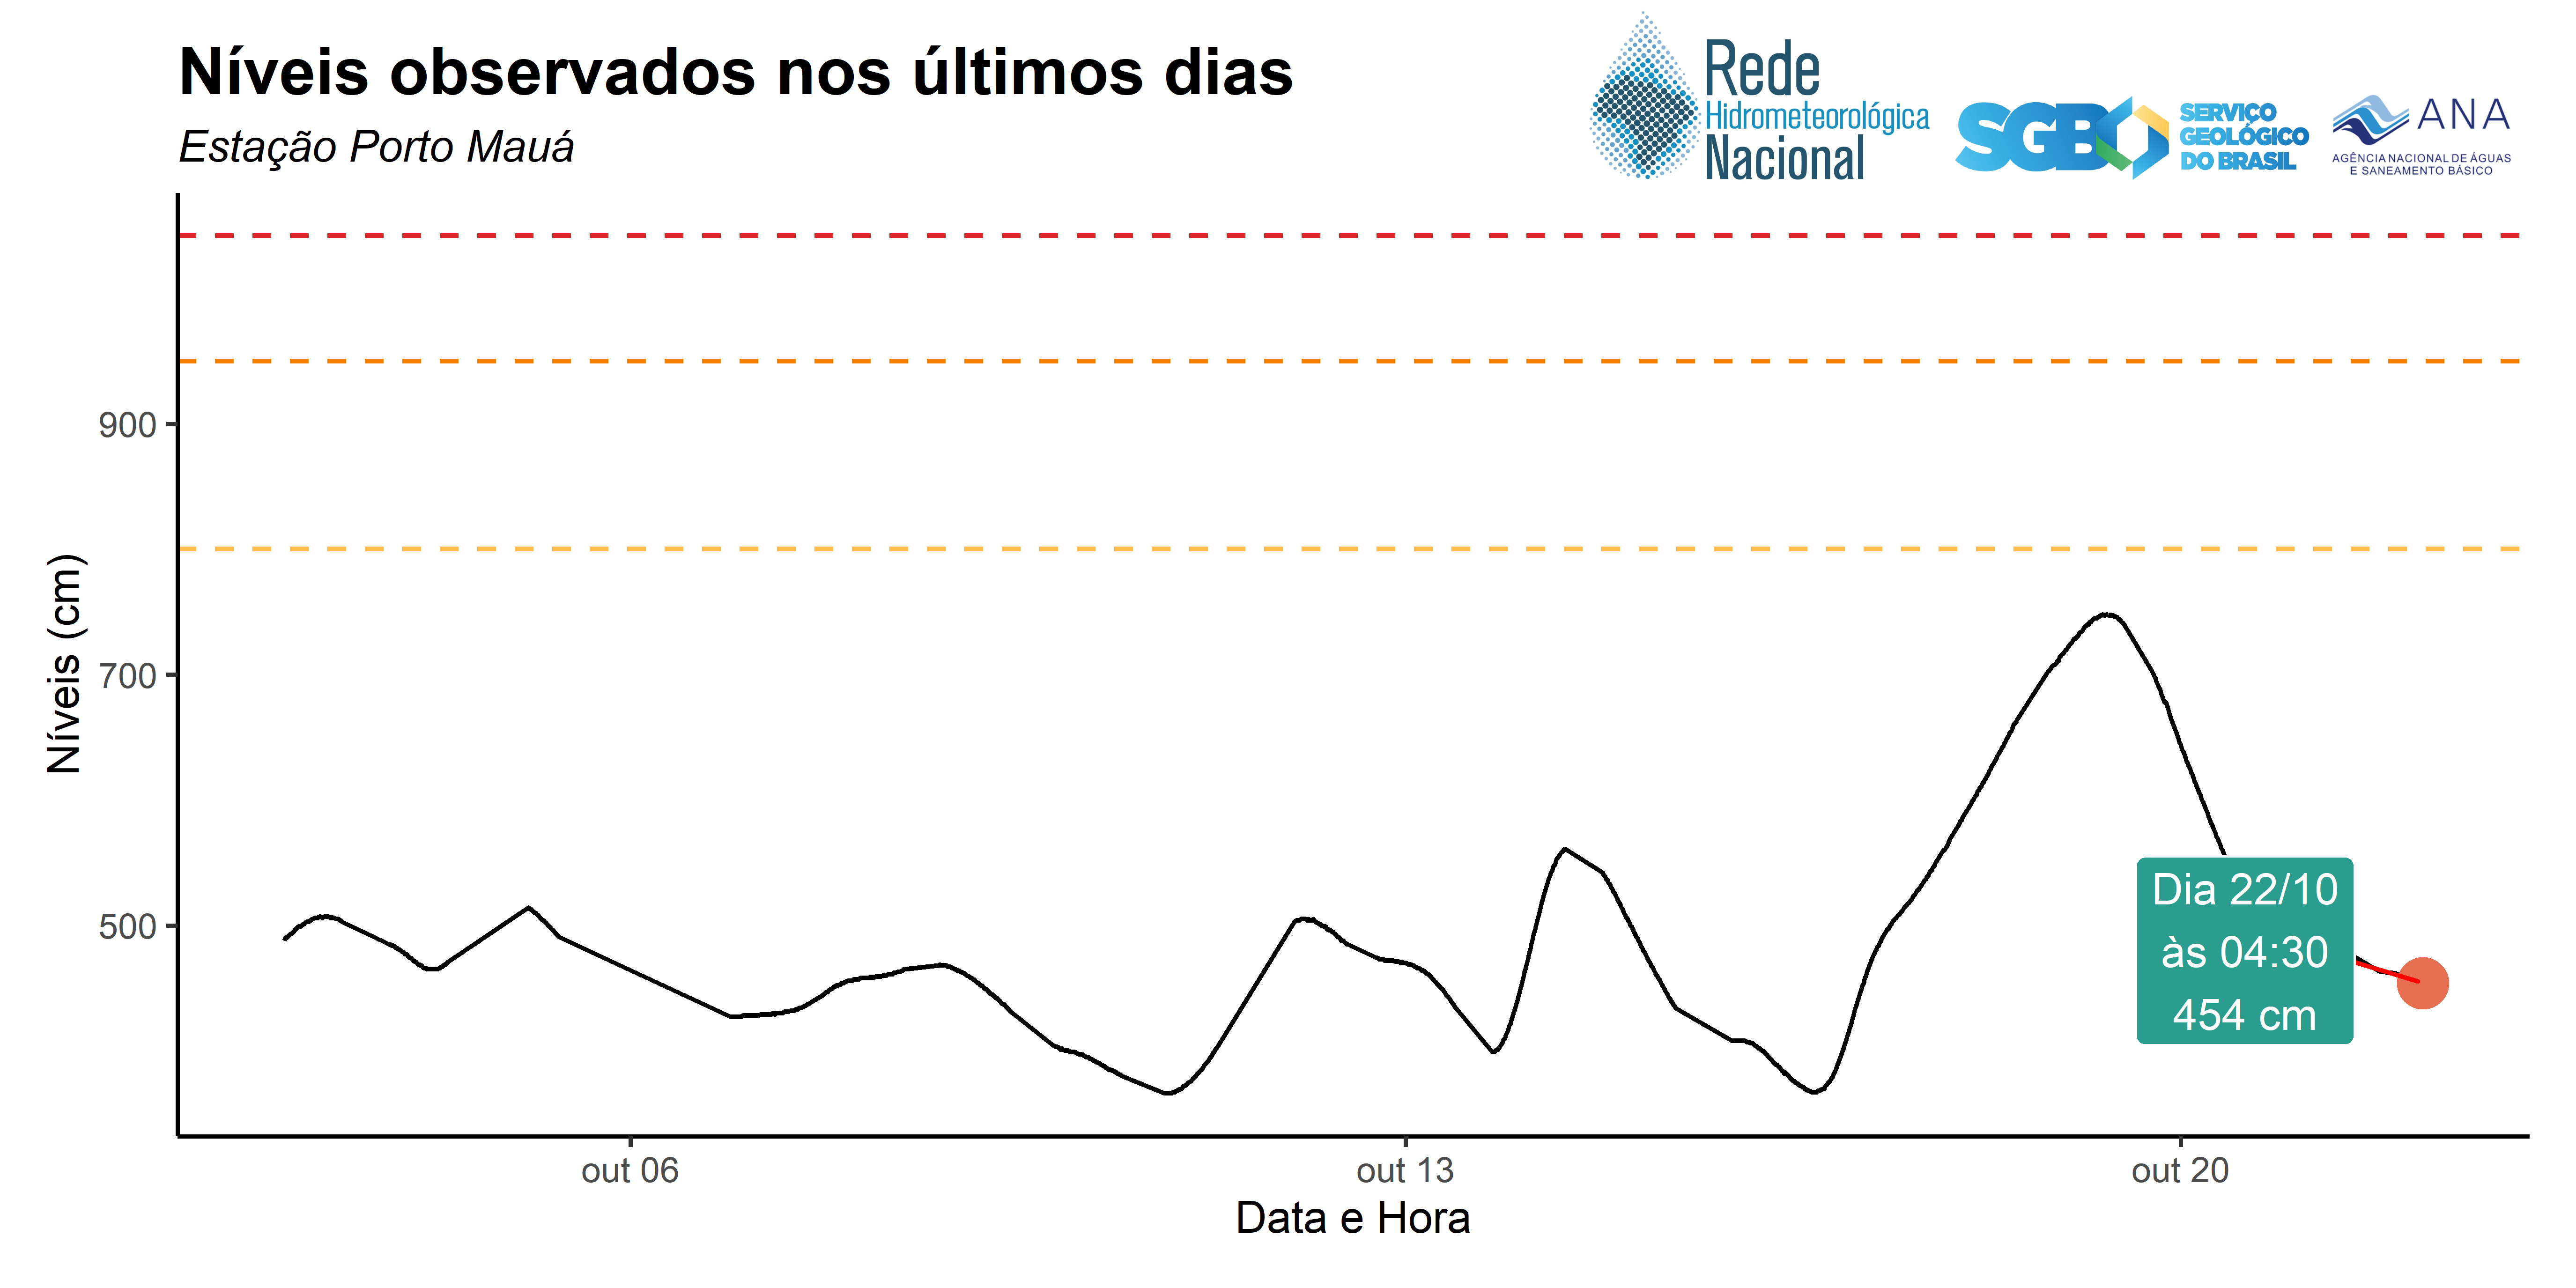 Níveis observados nos últimos dias
Estação Porto Mauá
Rede
Hidrometeorológica
Nacional
SGB
SERVIÇO
GEOLÓGICO
DO BRASIL
ANA
AGÊNCIA NACIONAL DE ÁGUAS
E SANEAMENTO BÁSICO
Níveis (cm)
900
700
500
Dia 22/10
às 04:30
454 cm
out 06
out 13
out 20
Data e Hora